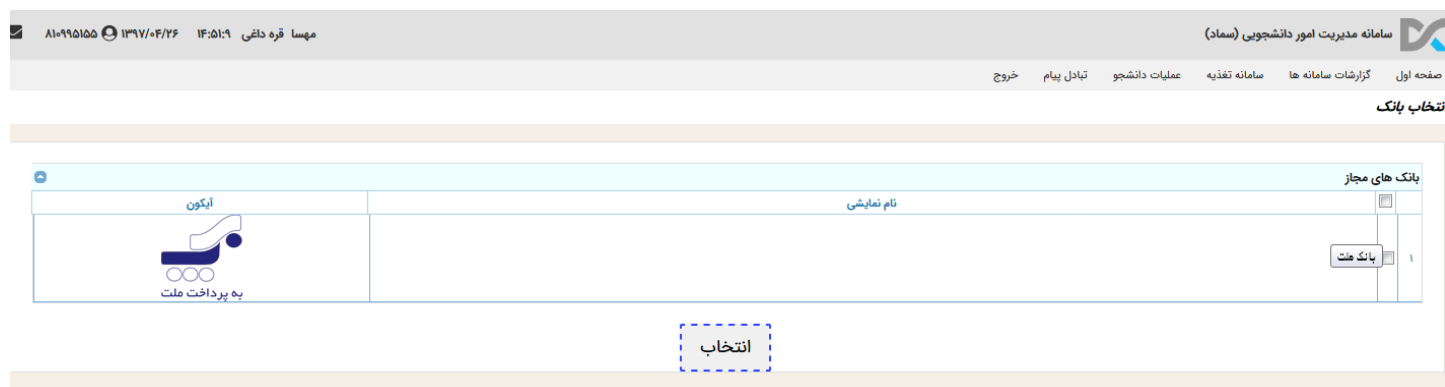 سامانه مدیریت امور دانشجویی (سماد)
مهسا قره داغی ۱۴:۵۱:۹ ۱۳۹۷/۰۴/۲۶ ۸۱۰۹۹۵۱۵۵
صفحه اول گزارشات سامانه ها سامانه تغذیه عملیات دانشجو تبادل پیام خروج
نتخاب بانک
بانک های مجاز
نام نمایشی آیکون
۱ بانک ملت
به پرداخت ملت
انتخاب